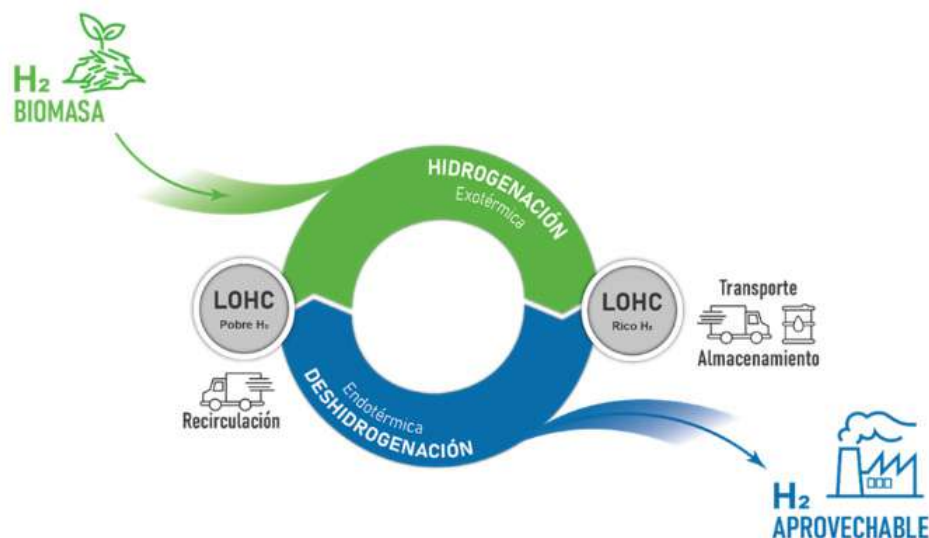 H₂
BIOMASA
HIDROGENACIÓN
Exotérmica
LOHC
Pobre H₂
LOHC
Rico H₂
Transporte
Almacenamiento
Recirculación
Endotérmica
DESHIDROGENACIÓN
H₂
APROVECHABLE